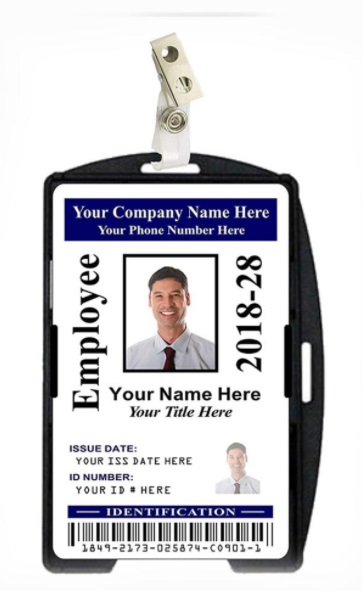 Your Company Name Here
Your Phone Number Here
Employee
2018-28
Your Name Here
Your Title Here
ISSUE DATE:
YOUR ISS DATE HERE
ID NUMBER:
YOUR ID # HERE
IDENTIFICATION
1849-2173-025874-C0901-1